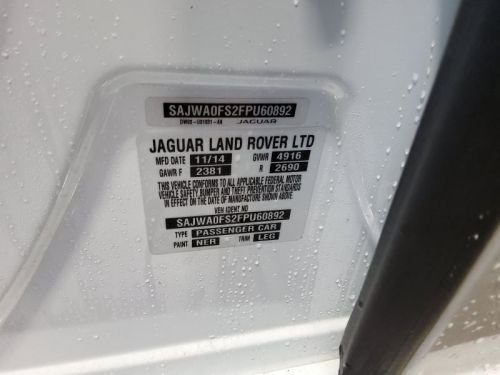 SAJWA0FS2FPU60892
JAGUAR
JAGUAR LAND ROVER LTD
MFD DATE 11/14 GVWR 4916
GAWR F 2381 R 2690
THIS VEHICLE CONFORMS TO ALL APPLICABLE FEDERAL MOTOR
VEHICLE SAFETY BUMPER AND THEFT PREVENTION STANDARDS
IN EFFECT ON THE DATE OF MANUFACTURE SHOWN ABOVE
VEH IDENT NO
SAJWA0FS2FPU60892
TYPE PASSENGER CAR
PAINT NER TRIM LEG